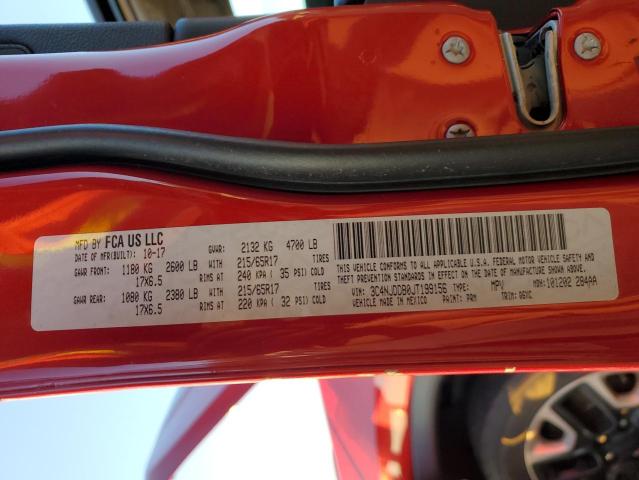 MFD BY FCA US LLC
DATE OF MFR(BUILT): 10-17 GVWR: 2132 KG 4700 LB
GAWR FRONT: 1180 KG 2600 LB WITH 215/65R17 TIRES
17X6.5 RIMS AT 240 KPA ( 35 PSI) COLD
GAWR REAR: 1080 KG 2380 LB WITH 215/65R17 TIRES
17X6.5 RIMS AT 220 KPA ( 32 PSI) COLD
THIS VEHICLE CONFORMS TO ALL APPLICABLE U.S.A. FEDERAL MOTOR VEHICLE SAFETY AND
THEFT PREVENTION STANDARDS IN EFFECT ON THE DATE OF MANUFACTURE SHOWN ABOVE.
VIN: 3C4NJDDB0JT199156 TYPE: MPV MDH:101202 284AA
VEHICLE MADE IN MEXICO PAINT: PRM TRIM: